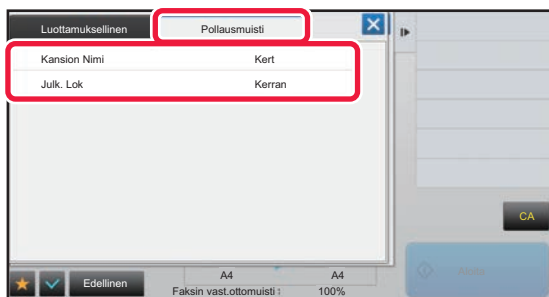 Luottamuksellinen Pollausmuisti
Kansion Nimi Kert
Julk. Lok Kerran
CA
Edellinen
A4 A4
Faksin vast.ottomuisti : 100%